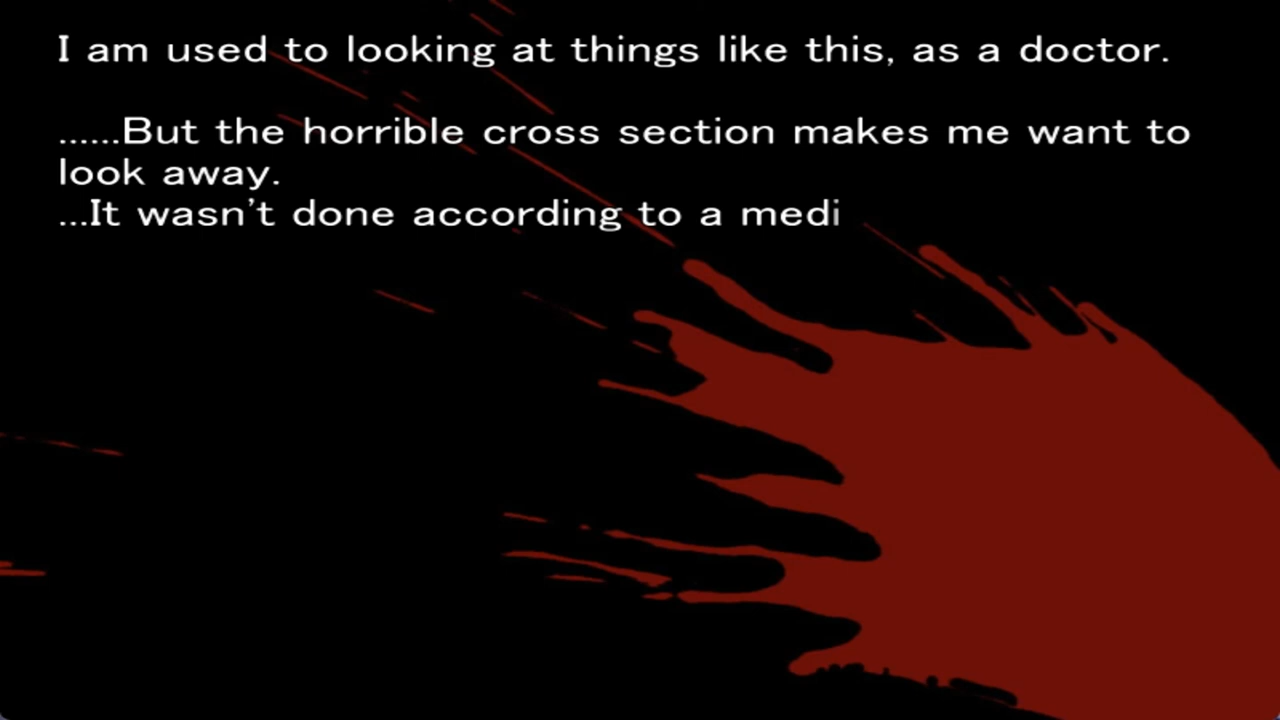 I am used to looking at things like this, as a doctor.
......But the horrible cross section makes me want to
look away.
...It wasn't done according to a medi